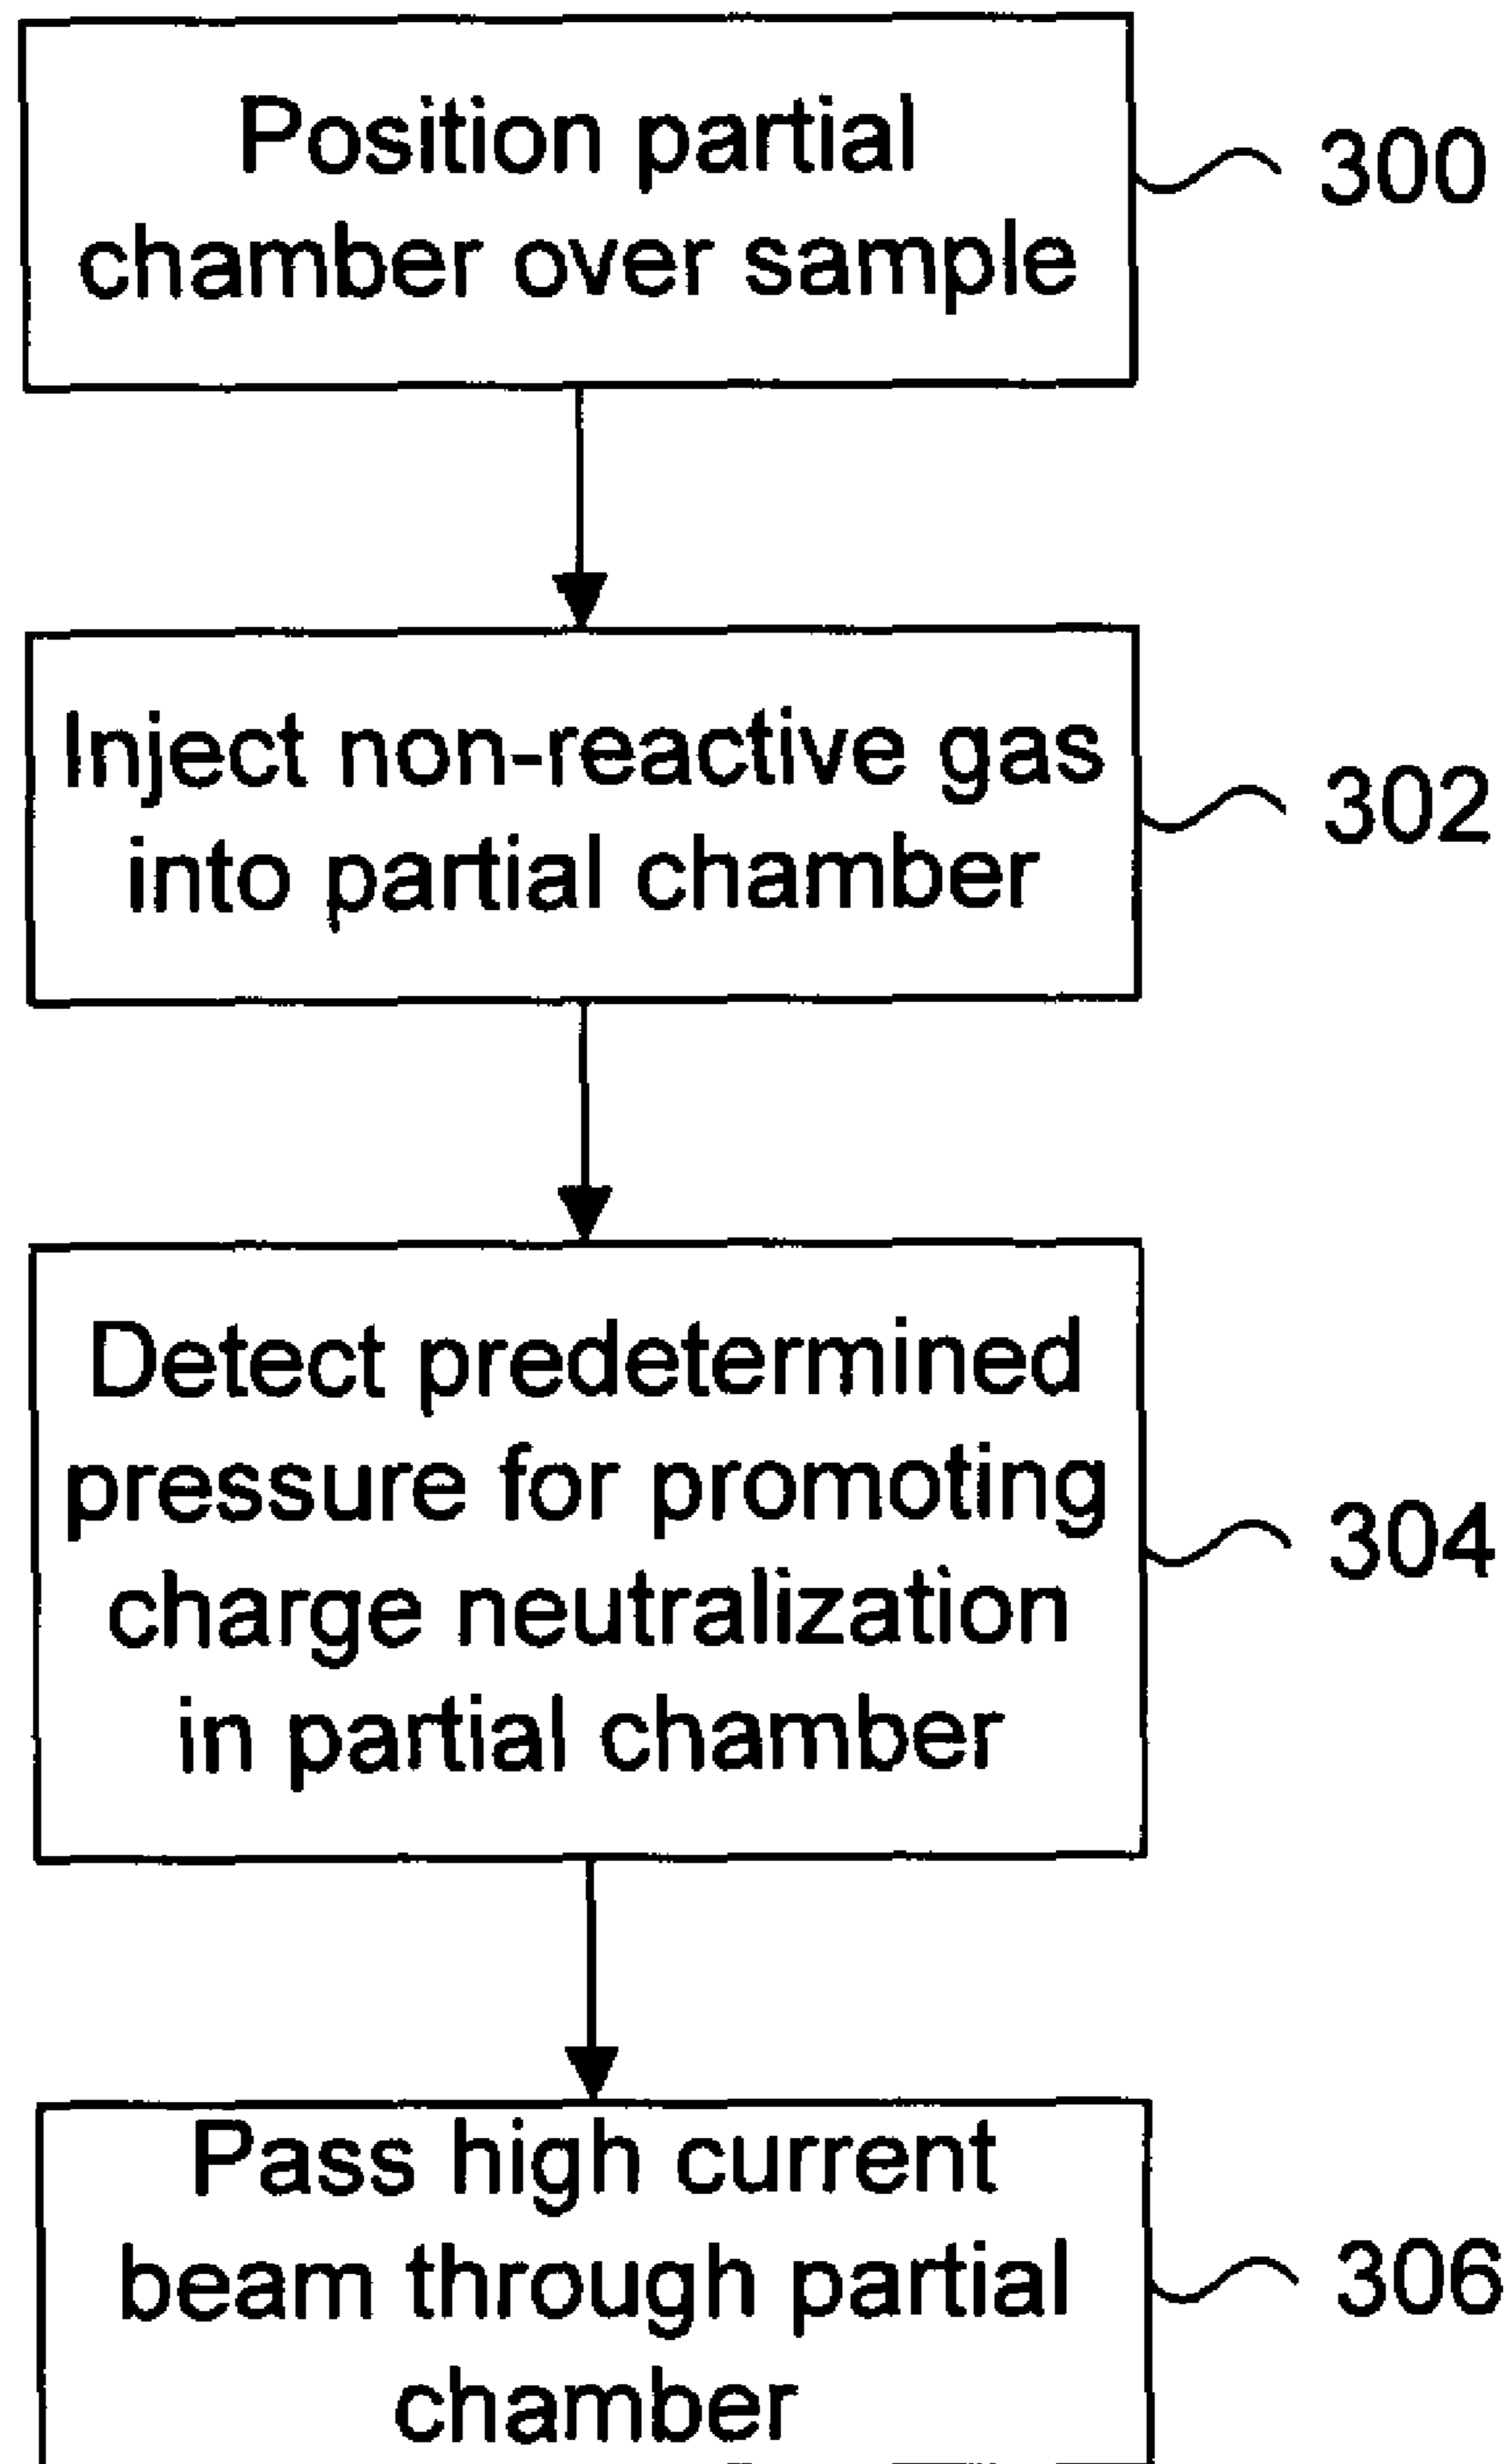 Position partial
chamber over sample
300
Inject non-reactive gas
into partial chamber
302
Detect predetermined
pressure for promoting
charge neutralization
in partial chamber
304
Pass high current
beam through partial
chamber
306